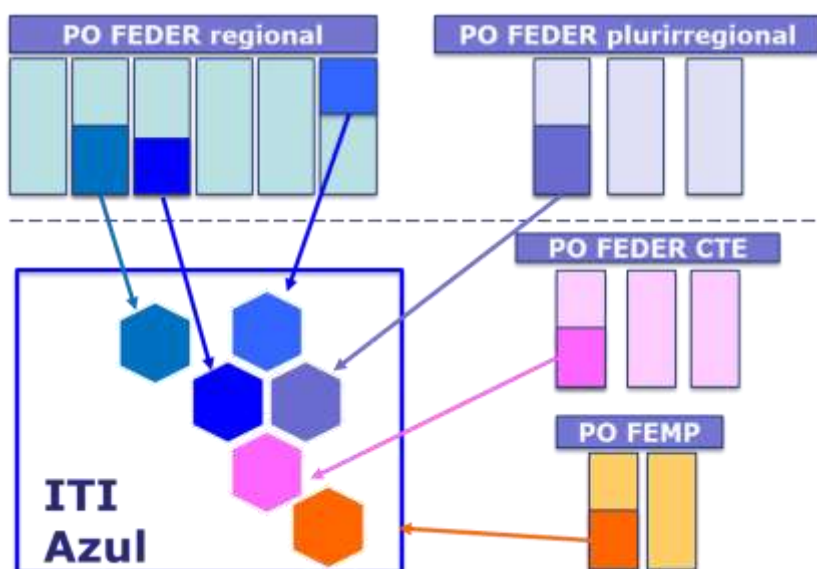 PO FEDER regional
PO FEDER plurirregional
PO FEDER CTE
PO FEMP
ITI
Azul